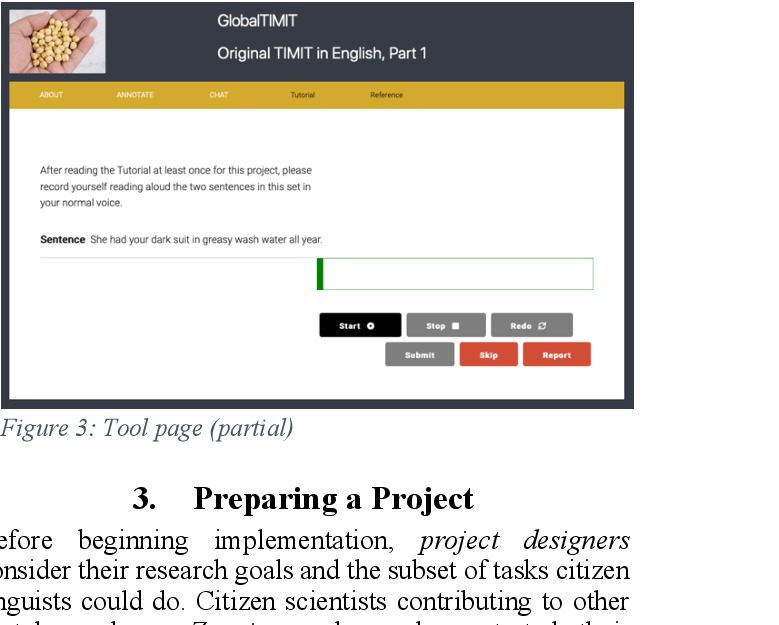 GlobalTIMIT
Original TIMIT in English, Part 1
ABOUT ANNOTATE CHAT Tutorial Reference
After reading the Tutorial at least once for this project, please
record yourself reading aloud the two sentences in this set in
your normal voice.
Sentence She had your dark suit in greasy wash water all year.
Start Stop Redo
Submit Skip Report
Figure 3: Tool page (partial)
3. Preparing a Project
efore beginning implementation, project designers
onsider their research goals and the subset of tasks citizen
nguists could do. Citizen scientists contributing to other